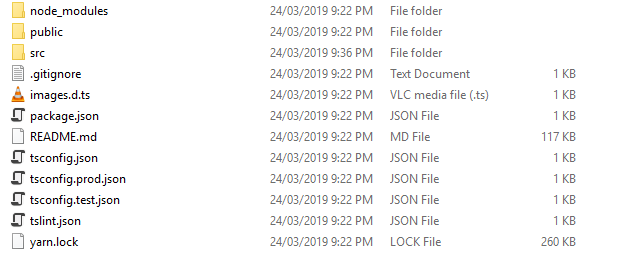 node_modules 24/03/2019 9:22 PM File folder
public 24/03/2019 9:22 PM File folder
src 24/03/2019 9:36 PM File folder
.gitignore 24/03/2019 9:22 PM Text Document 1 KB
images.d.ts 24/03/2019 9:22 PM VLC media file (.ts) 1 KB
package.json 24/03/2019 9:22 PM JSON File 1 KB
README.md 24/03/2019 9:22 PM MD File 117 KB
tsconfig.json 24/03/2019 9:22 PM JSON File 1 KB
tsconfig.prod.json 24/03/2019 9:22 PM JSON File 1 KB
tsconfig.test.json 24/03/2019 9:22 PM JSON File 1 KB
tslint.json 24/03/2019 9:22 PM JSON File 1 KB
yarn.lock 24/03/2019 9:22 PM LOCK File 260 KB